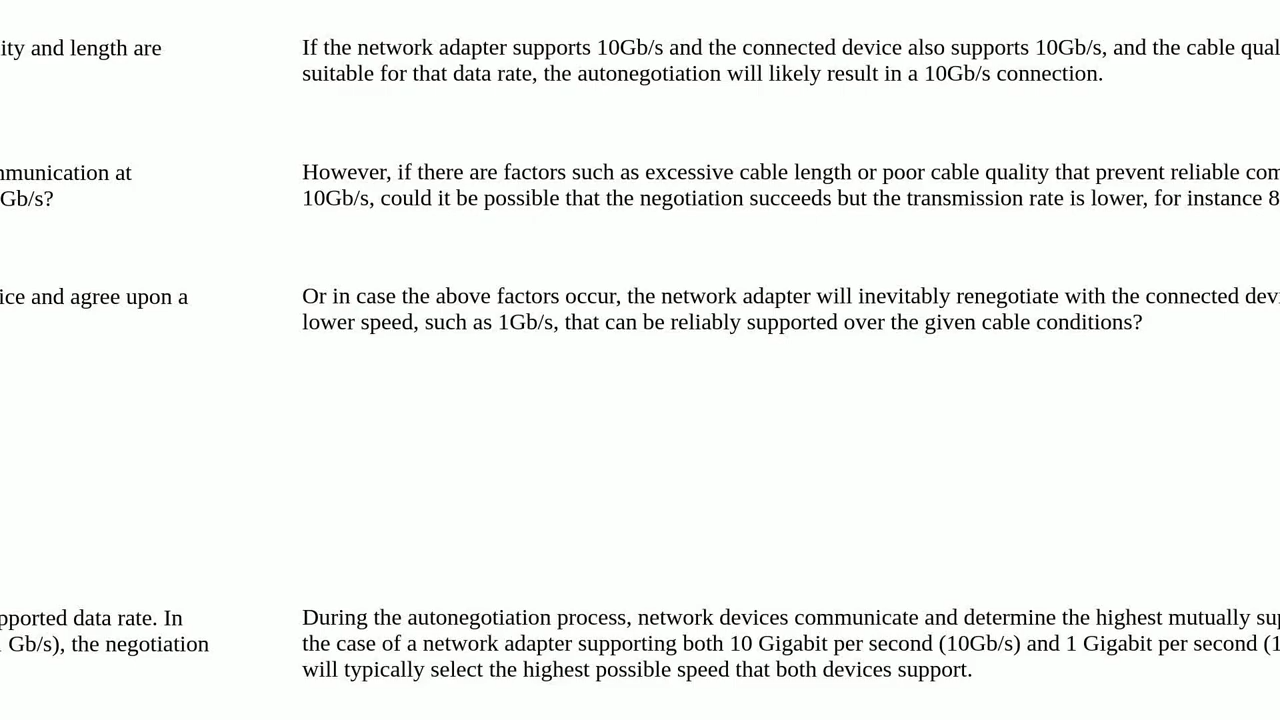 ity and length are
If the network adapter supports 10Gb/s and the connected device also supports 10Gb/s, and the cable qual
suitable for that data rate, the autonegotiation will likely result in a 10Gb/s connection.
nmunication at
However, if there are factors such as excessive cable length or poor cable quality that prevent reliable com
Gb/s?
10Gb/s, could it be possible that the negotiation succeeds but the transmission rate is lower, for instance 8
ice and agree upon a
Or in case the above factors occur, the network adapter will inevitably renegotiate with the connected devi
lower speed, such as 1Gb/s, that can be reliably supported over the given cable conditions?
pported data rate. In
During the autonegotiation process, network devices communicate and determine the highest mutually sup
Gb/s), the negotiation
the case of a network adapter supporting both 10 Gigabit per second (10Gb/s) and 1 Gigabit per second (1
will typically select the highest possible speed that both devices support.